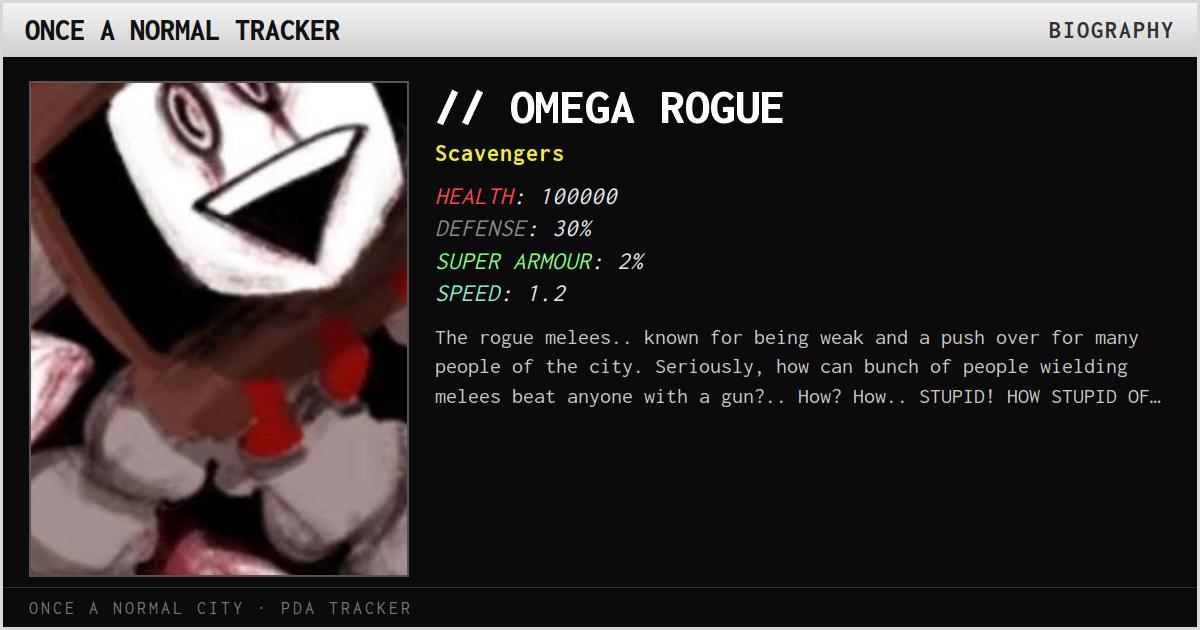 ONCE A NORMAL TRACKER
BIOGRAPHY
// OMEGA ROGUE
Scavengers
HEALTH: 100000
DEFENSE: 30%
SUPER ARMOUR: 2%
SPEED: 1.2
The rogue melees.. known for being weak and a push over for many
people of the city. Seriously, how can bunch of people wielding
melees beat anyone with a gun?.. How? How.. STUPID! HOW STUPID OF…
ONCE A NORMAL CITY · PDA TRACKER